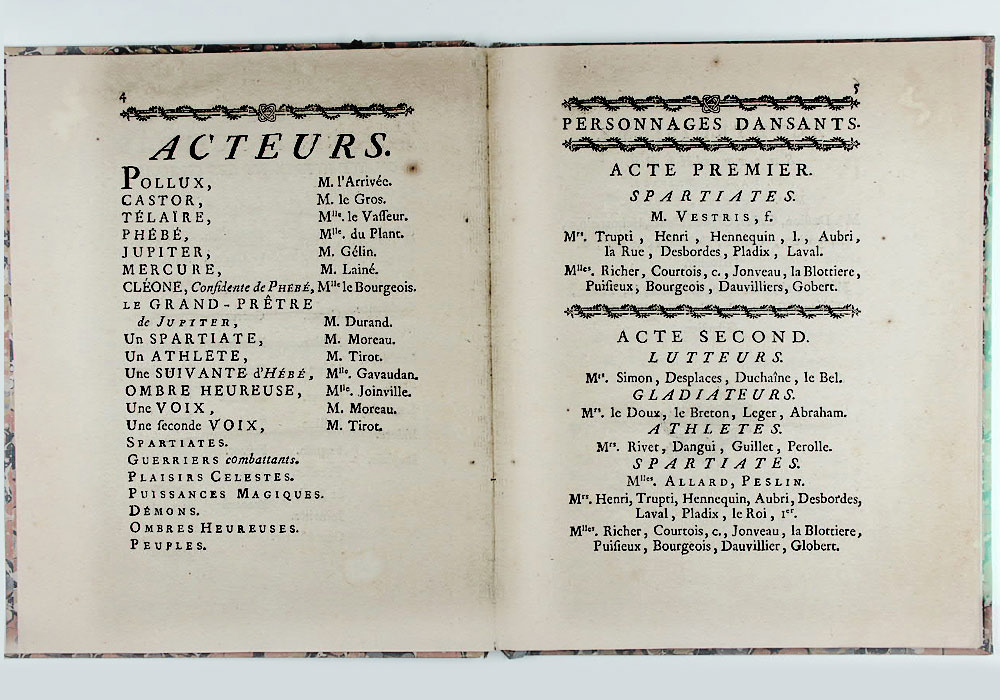 4
ACTEURS.
POLLUX, M. l'Arrivée.
CASTOR, M. le Gros.
TÉLAÏRE, Mlle. le Vaſſeur.
PHÉBÉ, Mlle. du Plant.
JUPITER, M. Gélin.
MERCURE, M. Lainé.
CLÉONE, Confidente de PHÉBÉ, Mlle le Bourgeois.
LE GRAND-PRÊTRE
de JUPITER, M. Durand.
Un SPARTIATE, M. Moreau.
Un ATHLETE, M. Tirot.
Une SUIVANTE d'HÉBÉ, Mlle. Gavaudan.
OMBRE HEUREUSE, Mlle. Joinville.
Une VOIX, M. Moreau.
Une ſeconde VOIX, M. Tirot.
SPARTIATES.
GUERRIERS combattants.
PLAISIRS CELESTES.
PUISSANCES MAGIQUES.
DÉMONS.
OMBRES HEUREUSES.
PEUPLES.
5
PERSONNAGES DANSANTS.
ACTE PREMIER.
SPARTIATES.
M. VESTRIS, f.
Mrs. Trupti, Henri, Hennequin, l., Aubri,
la Rue, Desbordes, Pladix, Laval.
Mlles. Richer, Courtois, c., Jonveau, la Blottiere,
Puiſieux, Bourgeois, Dauvilliers, Gobert.
ACTE SECOND.
LUTTEURS.
Mrs. Simon, Desplaces, Duchaîne, le Bel.
GLADIATEURS.
Mrs. le Doux, le Breton, Leger, Abraham.
ATHLETES.
Mrs. Rivet, Dangui, Guillet, Perolle.
SPARTIATES.
Mlles. ALLARD, PESLIN.
Mrs. Henri, Trupti, Hennequin, Aubri, Desbordes,
Laval, Pladix, le Roi, 1er.
Mlles. Richer, Courtois, c., Jonveau, la Blottiere,
Puiſieux, Bourgeois, Dauvillier, Globert.